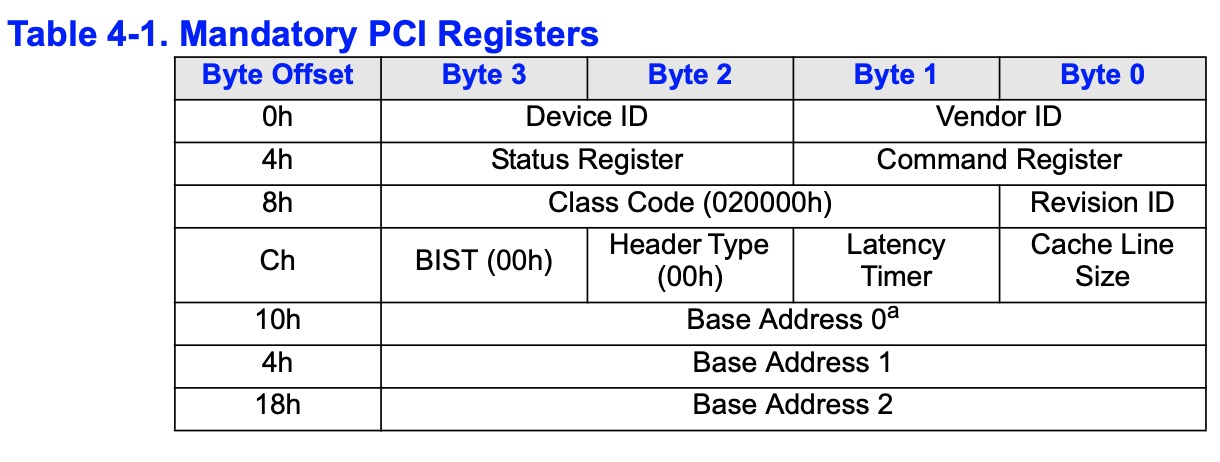 Table 4-1. Mandatory PCI Registers
Byte Offset Byte 3 Byte 2 Byte 1 Byte 0
0h Device ID Vendor ID
4h Status Register Command Register
8h Class Code (020000h) Revision ID
Ch BIST (00h) Header Type (00h) Latency Timer Cache Line Size
10h Base Address 0a
4h Base Address 1
18h Base Address 2